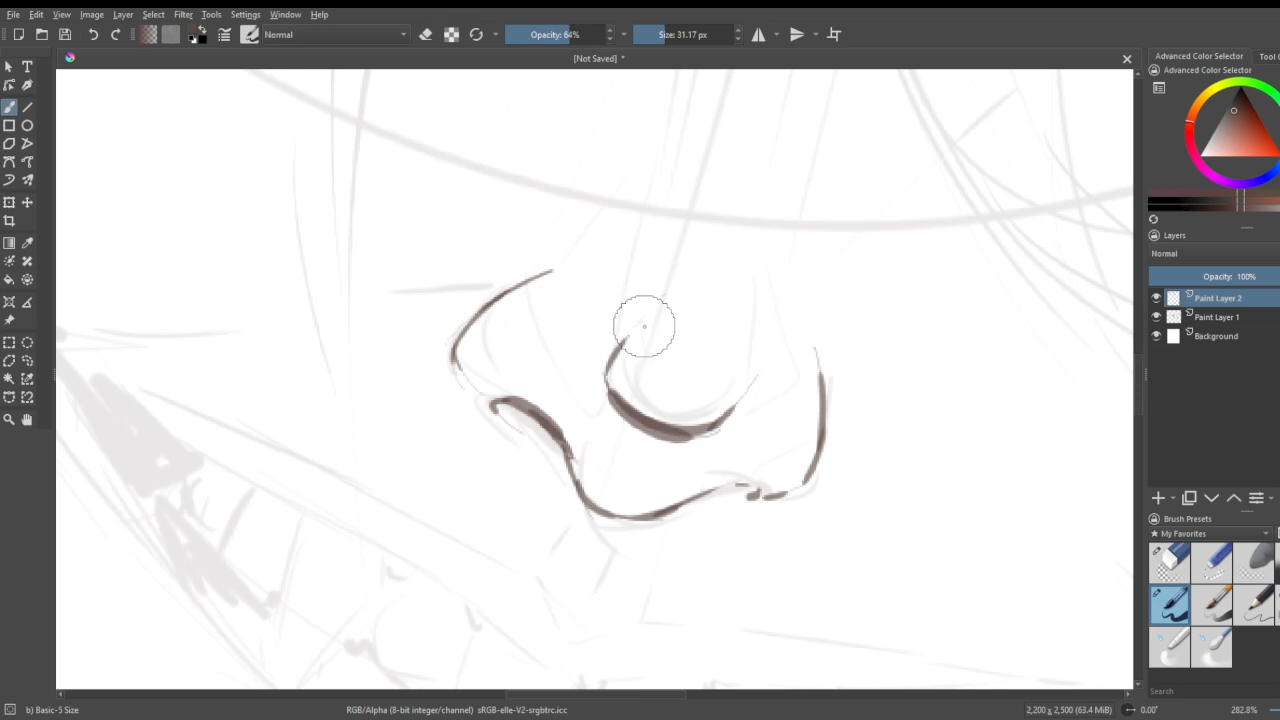 File Edit View Image Layer Select Filter Tools Settings Window Help
Normal Opacity: 64% Size: 31.17 px
[Not Saved] *
Advanced Color Selector Tool
Advanced Color Selector
Layers
Normal
Opacity: 100%
Paint Layer 2
Paint Layer 1
Background
Brush Presets
★ My Favorites
Search
b) Basic-5 Size RGB/Alpha (8-bit integer/channel) sRGB-elle-V2-srgbtrc.icc 2,200 x 2,500 (63.4 MiB) 0.00° 282.8%